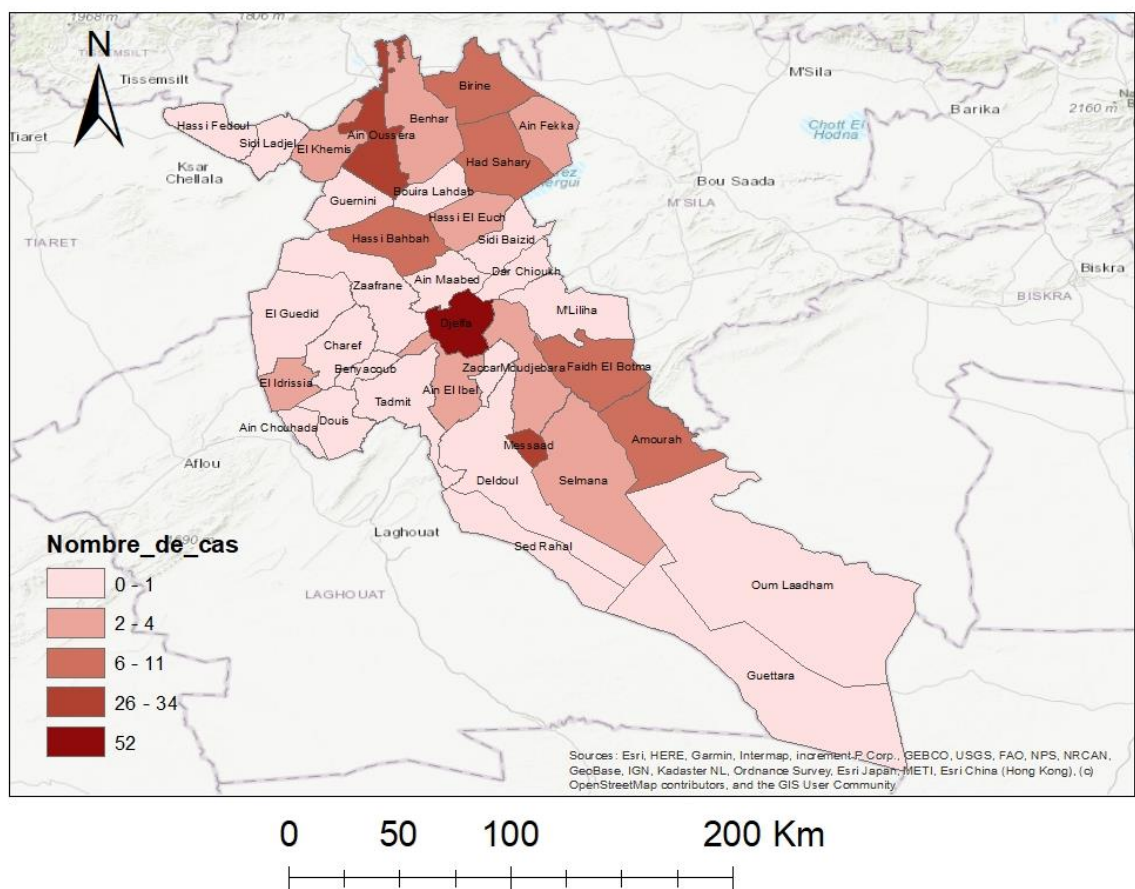 1968 m
1806 m
N
TISSEMSILT
Tissemsilt
M'Sila
Birine
2160 m
Barika
Tiaret
Hassi Fedoul
Benhar
Ain Fekka
Chott El
Hodna
Sidi Ladjel
El Khemis
Ain Oussera
Ksar
Chellala
Had Sahary
Bou Saada
Bouira Lahdab
Guernini
M'SILA
Hassi El Euch
TIARET
Hassi Bahbah
Sidi Baizid
Biskra
Ain Maabed
Dar Chioukh
Zaafrane
BISKRA
El Guedid
M'Liliha
Djelfa
Charef
Benyacoub
Zaccar
Moudjebara
Faidh El Botma
El Idrissia
Ain El Ibel
Tadmit
Ain Chouhada
Douis
Messaad
Amourah
Aflou
Deldoul
Selmana
Laghouat
Sed Rahal
Oum Laadham
LAGHOUAT
Guettara
Nombre_de_cas
0 - 1
2 - 4
6 - 11
26 - 34
52
Sources: Esri, HERE, Garmin, Intermap, increment P Corp., GEBCO, USGS, FAO, NPS, NRCAN,
GeoBase, IGN, Kadaster NL, Ordnance Survey, Esri Japan, METI, Esri China (Hong Kong), (c)
OpenStreetMap contributors, and the GIS User Community
0 50 100 200 Km